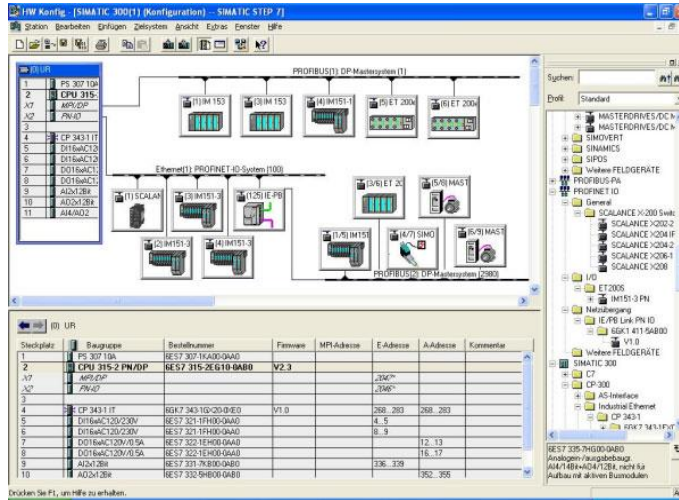 HW Konfig - [SIMATIC 300(1) (Konfiguration) -- SIMATIC STEP 7]
Station Bearbeiten Einfügen Zielsystem Ansicht Extras Fenster Hilfe
(0) UR
1 PS 307 10A
2 CPU 315-
X1 MPI/DP
X2 PN-IO
3
4 CP 343-1 IT
5 DI16xAC12
6 DI16xAC12
7 DO16xAC1
8 DO16xAC1
9 AI2x12Bit
10 AO2x12Bit
11 AI4/AO2
PROFIBUS(1): DP-Mastersystem (1)
(1) IM 153
(3) IM 153
(4) IM151-1
(5) ET 200
(6) ET 200
Ethernet(1): PROFINET-IO-System (100)
(1) SCALAN
(3) IM151-3
(125) IE-PB
(2) IM151-3
(4) IM151-3
(3/6) ET 20
(5/8) MAST
(1/5) IM151
(4/7) SIMO
(6/9) MAST
PROFIBUS(2): DP-Mastersystem (2980)
Suchen:
Profil: Standard
MASTERDRIVES/DC M
MASTERDRIVES/DC M
SIMOVERT
SINAMICS
SIPOS
Weitere FELDGERÄTE
PROFIBUS-PA
PROFINET IO
General
SCALANCE X-200 Switc
SCALANCE X202-2
SCALANCE X204 IF
SCALANCE X204-2
SCALANCE X206-1
SCALANCE X208
I/O
ET200S
IM151-3 PN
Netzübergang
IE/PB Link PN IO
6GK1 411-5AB00
V1.0
Weitere FELDGERÄTE
SIMATIC 300
C7
CP-300
AS-Interface
Industrial Ethernet
CP 343-1
6ES7 335-7HG00-0AB0
Analogein-/ausgabebaugr.
AI4/14Bit+AO4/12Bit, nicht für
Aufbau mit aktiven Busmodulen
(0) UR
Steckplatz Baugruppe Bestellnummer Firmware MPI-Adresse E-Adresse A-Adresse Kommentar
1 PS 307 10A 6ES7 307-1KA00-0AA0
2 CPU 315-2 PN/DP 6ES7 315-2EG10-0AB0 V2.3
X1 MPI/DP 2047*
X2 PN-IO 2046*
3
4 CP 343-1 IT V1.0 268...283 268...283
5 DI16xAC120/230V 6ES7 321-1FH00-0AA0 4...5
6 DI16xAC120/230V 6ES7 321-1FH00-0AA0 8...9
7 DO16xAC120V/0.5A 6ES7 322-1EH00-0AA0 12...13
8 DO16xAC120V/0.5A 6ES7 322-1EH00-0AA0 16...17
9 AI2x12Bit 6ES7 331-7KB00-0AB0 336...339
10 AO2x12Bit 6ES7 332-5HB00-0AB0 352...355
Drücken Sie F1, um Hilfe zu erhalten.